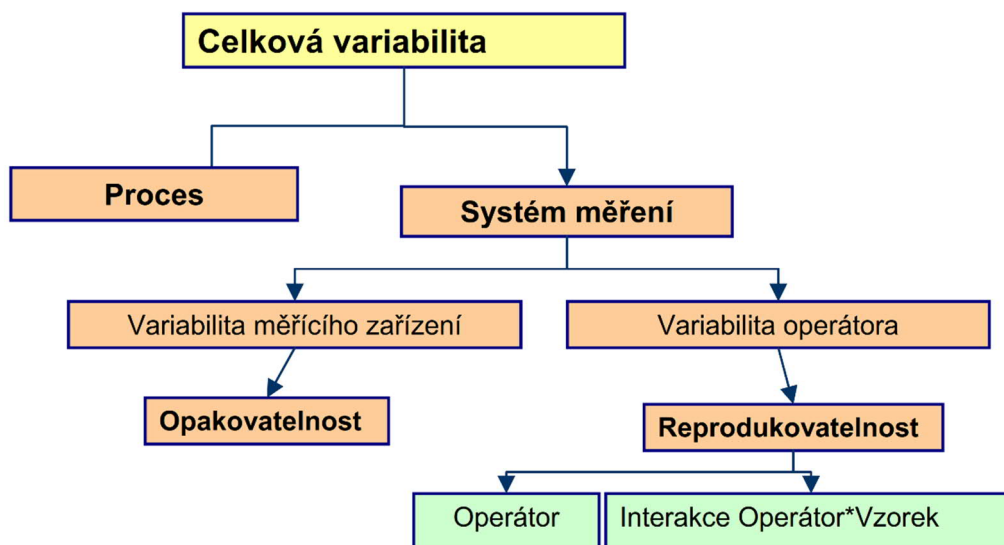 Celková variabilita
Proces
Systém měření
Variabilita měřícího zařízení
Variabilita operátora
Opakovatelnost
Reprodukovatelnost
Operátor
Interakce Operátor*Vzorek